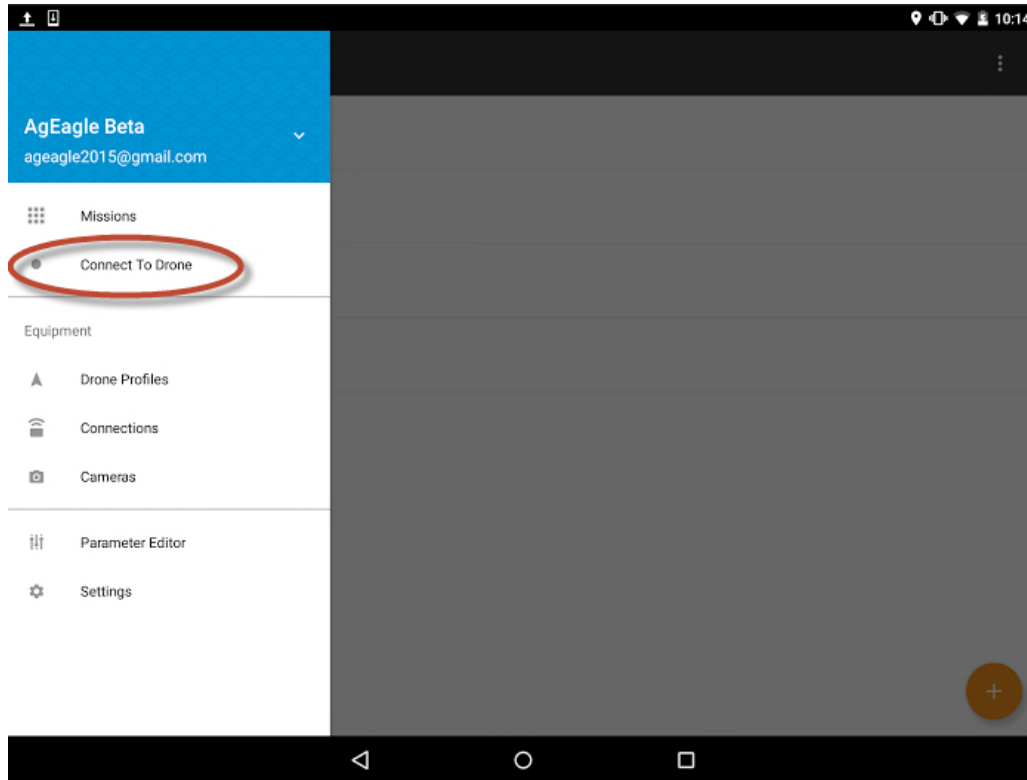 10:14
AgEagle Beta
ageagle2015@gmail.com
Missions
Connect To Drone
Equipment
Drone Profiles
Connections
Cameras
Parameter Editor
Settings